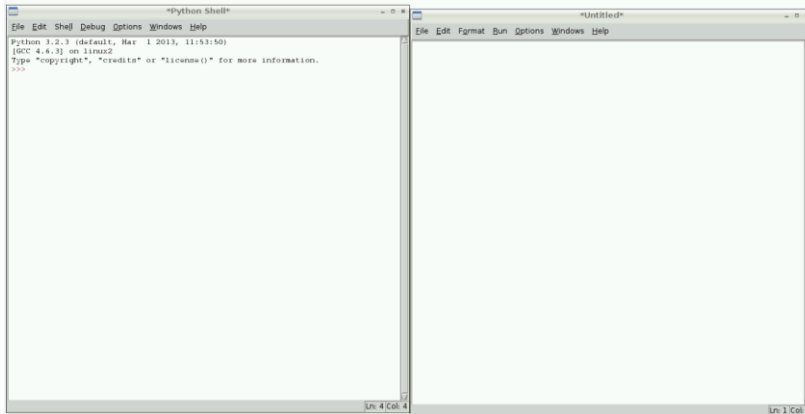 *Python Shell*
File Edit Shell Debug Options Windows Help
Python 3.2.3 (default, Mar  1 2013, 11:53:50)
[GCC 4.6.3] on linux2
Type "copyright", "credits" or "license()" for more information.
>>>
Ln: 4 Col: 4
*Untitled*
File Edit Format Run Options Windows Help
Ln: 1 Col: